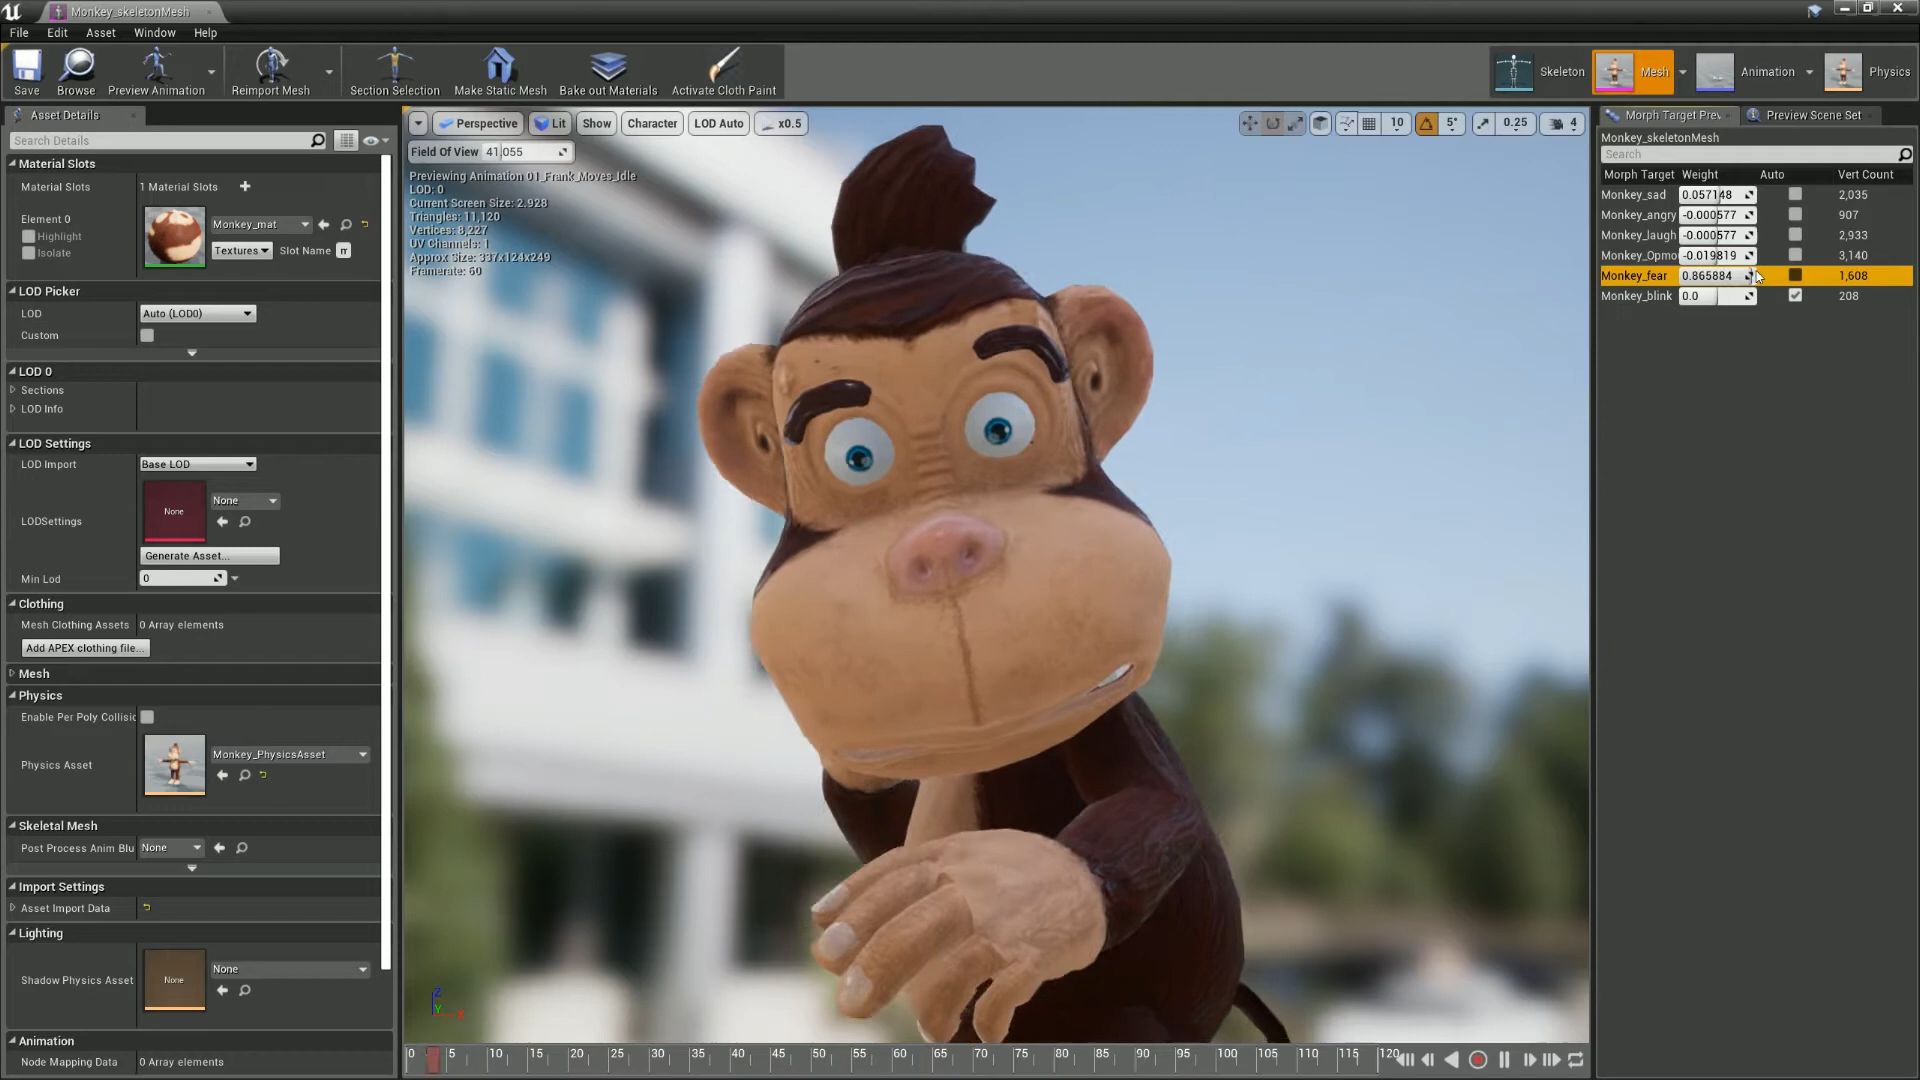 Monkey_skeletonMesh
File Edit Asset Window Help
Save Browse Preview Animation Reimport Mesh Section Selection Make Static Mesh Bake out Materials Activate Cloth Paint
Skeleton Mesh Animation Physics
Asset Details
Search Details
Material Slots
Material Slots 1 Material Slots
Element 0
Highlight
Isolate
Monkey_mat
Textures Slot Name
LOD Picker
LOD Auto (LOD0)
Custom
LOD 0
Sections
LOD Info
LOD Settings
LOD Import Base LOD
LODSettings None None
Generate Asset...
Min Lod 0
Clothing
Mesh Clothing Assets 0 Array elements
Add APEX clothing file...
Mesh
Physics
Enable Per Poly Collisic
Physics Asset Monkey_PhysicsAsset
Skeletal Mesh
Post Process Anim Blu None
Import Settings
Asset Import Data
Lighting
Shadow Physics Asset None None
Animation
Node Mapping Data 0 Array elements
Perspective Lit Show Character LOD Auto x0.5
10 5° 0.25 4
Field Of View 41,055
Previewing Animation 01_Frank_Moves_Idle
LOD: 0
Current Screen Size: 2.928
Triangles: 11,120
Vertices: 8,227
UV Channels: 1
Approx Size: 337x124x249
Framerate: 60
Z
Y
X
0 5 10 15 20 25 30 35 40 45 50 55 60 65 70 75 80 85 90 95 100 105 110 115 120
Morph Target Prev Preview Scene Set
Monkey_skeletonMesh
Search
Morph Target Weight Auto Vert Count
Monkey_sad 0.057148 2,035
Monkey_angry -0.000577 907
Monkey_laugh -0.000577 2,933
Monkey_Opmo -0.019819 3,140
Monkey_fear 0.865884 1,608
Monkey_blink 0.0 208